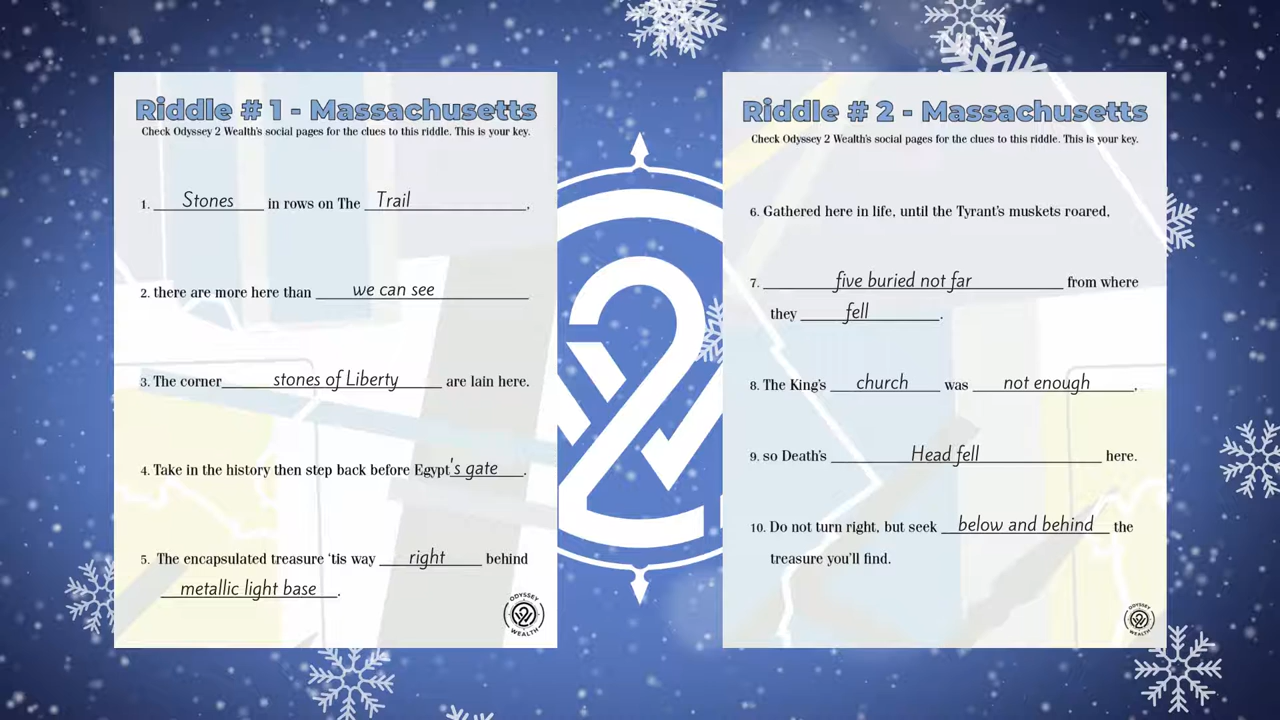 Riddle # 1 - Massachusetts
Check Odyssey 2 Wealth's social pages for the clues to this riddle. This is your key.
1. Stones in rows on The Trail,
2. there are more here than we can see
3. The corner stones of Liberty are lain here.
4. Take in the history then step back before Egypt's gate.
5. The encapsulated treasure 'tis way right behind
metallic light base.
ODYSSEY
2
WEALTH
Riddle # 2 - Massachusetts
Check Odyssey 2 Wealth's social pages for the clues to this riddle. This is your key.
6. Gathered here in life, until the Tyrant's muskets roared,
7. five buried not far from where
they fell.
8. The King's church was not enough,
9. so Death's Head fell here.
10. Do not turn right, but seek below and behind the
treasure you'll find.
ODYSSEY
2
WEALTH
2